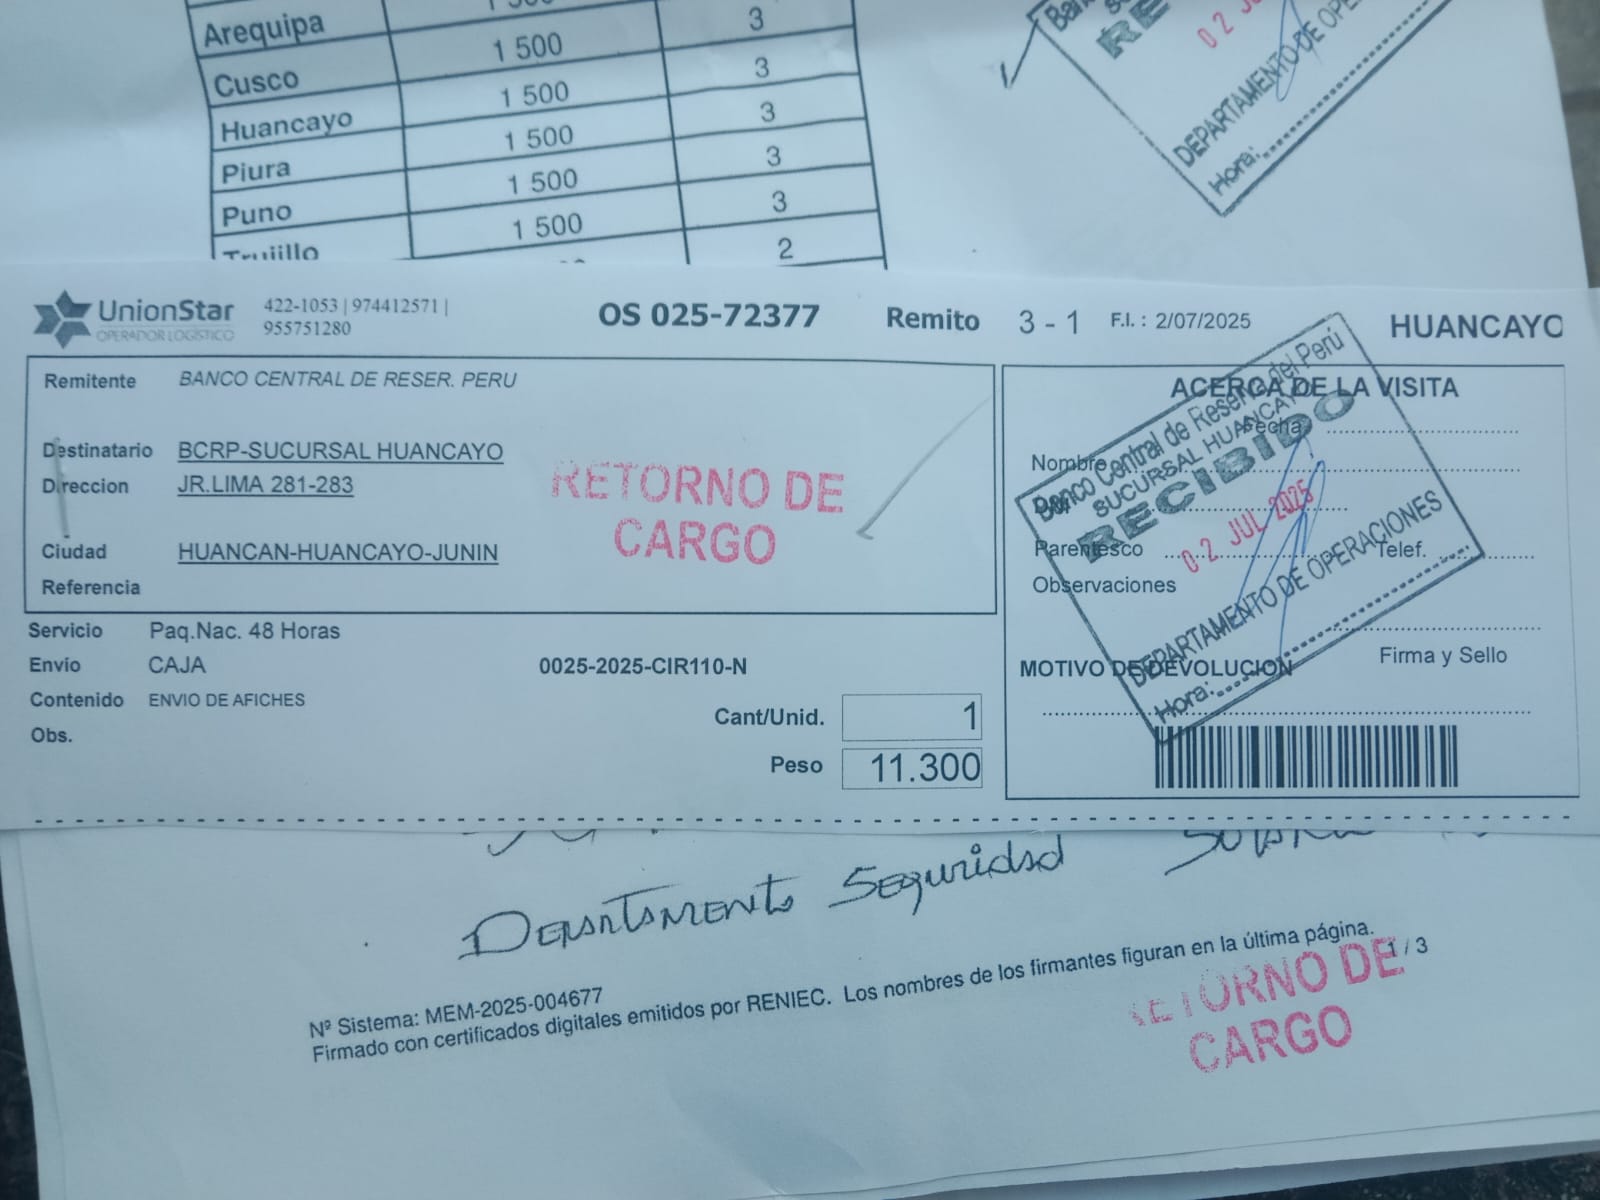 Arequipa 1 500 3
Cusco 1 500 3
Huancayo 1 500 3
Piura 1 500 3
Puno 1 500 3
Trujillo 2
RE
02
DEPARTAMENTO DE OPE
Hora:
UnionStar
OPERADOR LOGÍSTICO
422-1053 | 974412571 |
955751280
OS 025-72377 Remito 3 - 1 F.I. : 2/07/2025 HUANCAYO
Remitente BANCO CENTRAL DE RESER. PERU
Destinatario BCRP-SUCURSAL HUANCAYO
Direccion JR.LIMA 281-283
Ciudad HUANCAN-HUANCAYO-JUNIN
Referencia
RETORNO DE
CARGO
Servicio Paq.Nac. 48 Horas
Envio CAJA 0025-2025-CIR110-N
Contenido ENVIO DE AFICHES
Obs.
Cant/Unid. 1
Peso 11.300
ACERCA DE LA VISITA
Fecha
Nombre
Parentesco Telef.
Observaciones
Firma y Sello
MOTIVO DE DEVOLUCION
Banco Central de Reserva del Perú
SUCURSAL HUANCAYO
RECIBIDO
02 JUL 2025
DEPARTAMENTO DE OPERACIONES
Hora:
Departamento Seguridad
Nº Sistema: MEM-2025-004677
Firmado con certificados digitales emitidos por RENIEC. Los nombres de los firmantes figuran en la última página.
1 / 3
RETORNO DE
CARGO